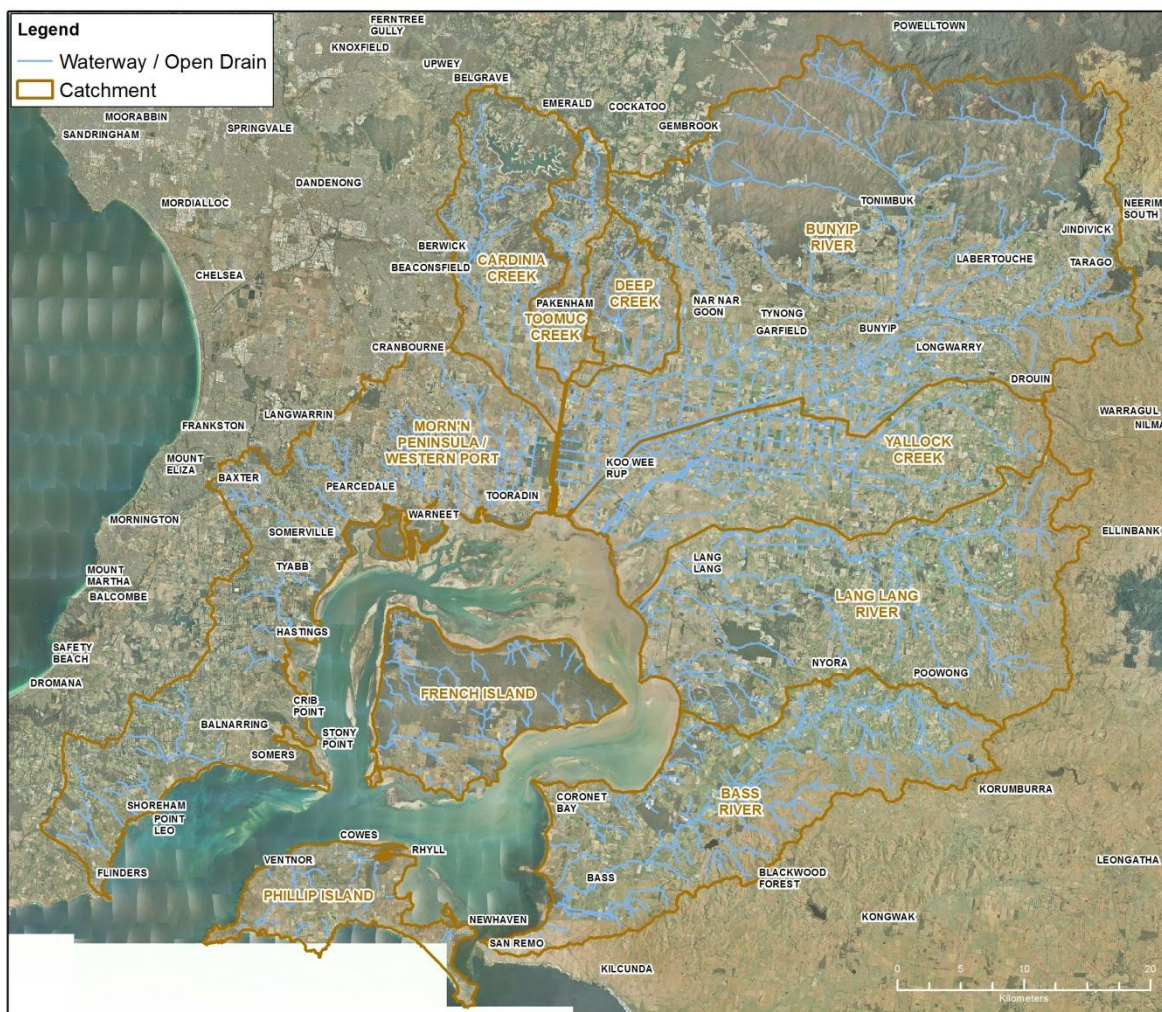 Legend
Waterway / Open Drain
Catchment
POWELLTOWN
FERNTREE
GULLY
KNOXFIELD
UPWEY
BELGRAVE
MOORABBIN
SANDRINGHAM
SPRINGVALE
EMERALD
COCKATOO
GEMBROOK
DANDENONG
MORDIALLOC
TONIMBUK
NEERIM
SOUTH
JINDIVICK
BUNYIP
RIVER
BERWICK
BEACONSFIELD
CARDINIA
CREEK
LABERTOUCHE
TARAGO
CHELSEA
DEEP
CREEK
PAKENHAM
TOOMUC
CREEK
NAR NAR
GOON
TYNONG
GARFIELD
BUNYIP
LONGWARRY
CRANBOURNE
DROUIN
LANGWARRIN
WARRAGUL
NILMA
FRANKSTON
MORN'N
PENINSULA /
WESTERN PORT
YALLOCK
CREEK
MOUNT
ELIZA
BAXTER
KOO WEE
RUP
PEARCEDALE
TOORADIN
MORNINGTON
WARNEET
SOMERVILLE
ELLINBANK
TYABB
LANG
LANG
MOUNT
MARTHA
BALCOMBE
LANG LANG
RIVER
HASTINGS
SAFETY
BEACH
DROMANA
NYORA
POOWONG
FRENCH ISLAND
CRIB
POINT
BALNARRING
STONY
POINT
SOMERS
KORUMBURRA
CORONET
BAY
BASS
RIVER
SHOREHAM
POINT
LEO
COWES
RHYLL
VENTNOR
FLINDERS
LEONGATHA
BASS
BLACKWOOD
FOREST
PHILLIP ISLAND
NEWHAVEN
KONGWAK
SAN REMO
KILCUNDA
0 5 10 20
Kilometers